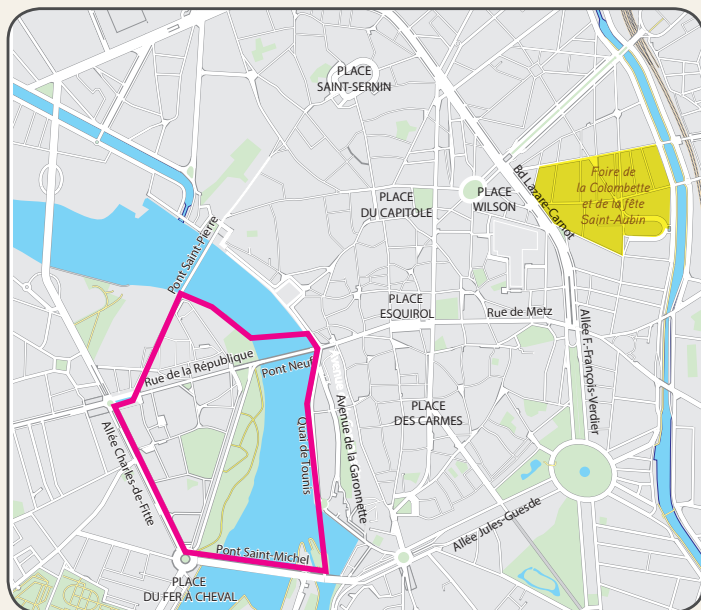 PLACE
SAINT-SERNIN
Bd Lazare-Carnot
Foire de
la Colombette
et de la fête
Saint-Aubin
PLACE
DU CAPITOLE
PLACE
WILSON
Pont Saint-Pierre
PLACE
ESQUIROL
Rue de Metz
Allée F.-François-Verdier
Rue de la République
Pont Neuf
Avenue de la Garonnette
PLACE
DES CARMES
Quai de Tounis
Allée Charles-de-Fitte
Allée Jules-Guesde
Pont Saint-Michel
PLACE
DU FER À CHEVAL